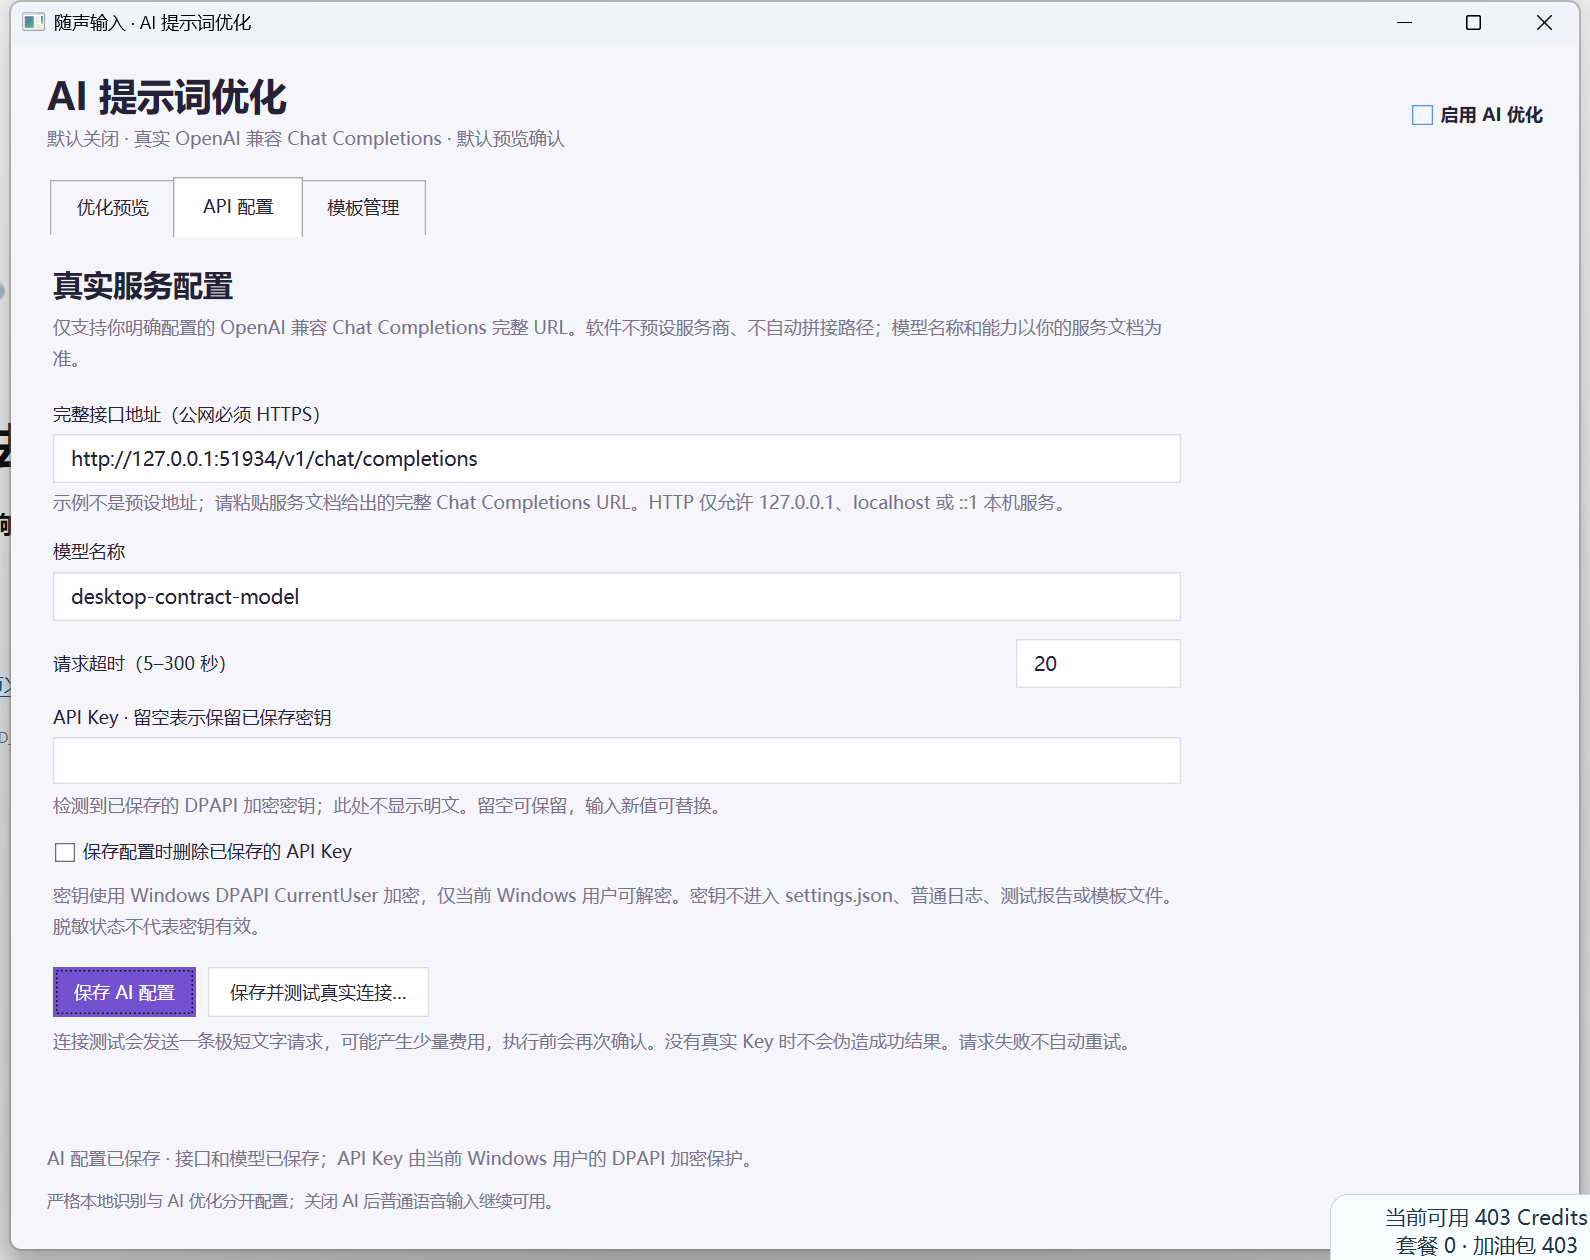 随声输入 · AI 提示词优化
AI 提示词优化
默认关闭 · 真实 OpenAI 兼容 Chat Completions · 默认预览确认
启用 AI 优化
优化预览
API 配置
模板管理
真实服务配置
仅支持你明确配置的 OpenAI 兼容 Chat Completions 完整 URL。软件不预设服务商、不自动拼接路径；模型名称和能力以你的服务文档为
准。
完整接口地址（公网必须 HTTPS）
http://127.0.0.1:51934/v1/chat/completions
示例不是预设地址；请粘贴服务文档给出的完整 Chat Completions URL。HTTP 仅允许 127.0.0.1、localhost 或 ::1 本机服务。
模型名称
desktop-contract-model
请求超时（5–300 秒）
20
API Key · 留空表示保留已保存密钥
检测到已保存的 DPAPI 加密密钥；此处不显示明文。留空可保留，输入新值可替换。
保存配置时删除已保存的 API Key
密钥使用 Windows DPAPI CurrentUser 加密，仅当前 Windows 用户可解密。密钥不进入 settings.json、普通日志、测试报告或模板文件。
脱敏状态不代表密钥有效。
保存 AI 配置
保存并测试真实连接...
连接测试会发送一条极短文字请求，可能产生少量费用，执行前会再次确认。没有真实 Key 时不会伪造成功结果。请求失败不自动重试。
AI 配置已保存 · 接口和模型已保存；API Key 由当前 Windows 用户的 DPAPI 加密保护。
严格本地识别与 AI 优化分开配置；关闭 AI 后普通语音输入继续可用。
当前可用 403 Credits
套餐 0 · 加油包 403